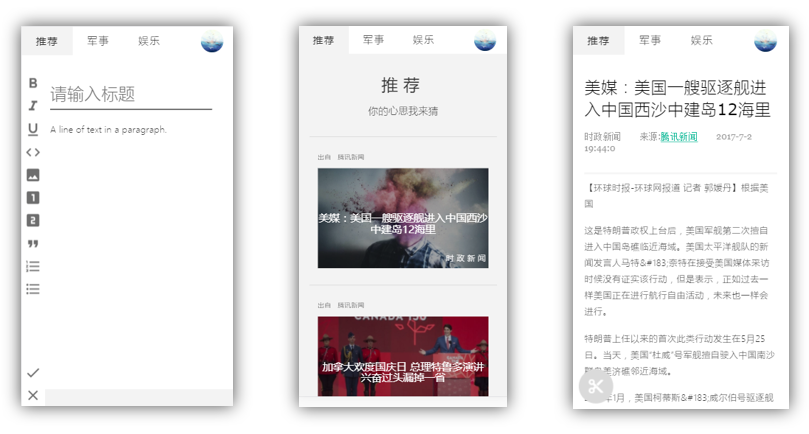 推荐 军事 娱乐
请输入标题
A line of text in a paragraph.
推荐 军事 娱乐
推 荐
你的心思我来猜
出自 腾讯新闻
美媒：美国一艘驱逐舰进入中国西沙
中建岛12海里
时政新闻
出自 腾讯新闻
CANADA 150
加拿大欢度国庆日 总理特鲁多演讲
兴奋过头漏掉一省
推荐 军事 娱乐
美媒：美国一艘驱逐舰进
入中国西沙中建岛12海里
时政新闻 来源:腾讯新闻 2017-7-2
19:44:0
【环球时报-环球网报道 记者 郭媛丹】根据美
国
这是特朗普政权上台后，美国军舰第二次擅自
进入中国岛礁临近海域。美国太平洋舰队的新
闻发言人马特&#183;奈特在接受美国媒体采访
时候没有证实该行动，但是表示，正如过去一
样美国正在进行航行自由活动，未来也一样会
进行。
特朗普上任以来的首次此类行动发生在5月25
日。当天，美国“杜威”号军舰擅自驶入中国南沙
美济礁邻近海域。
年1月，美国柯蒂斯&#183;威尔伯号驱逐舰